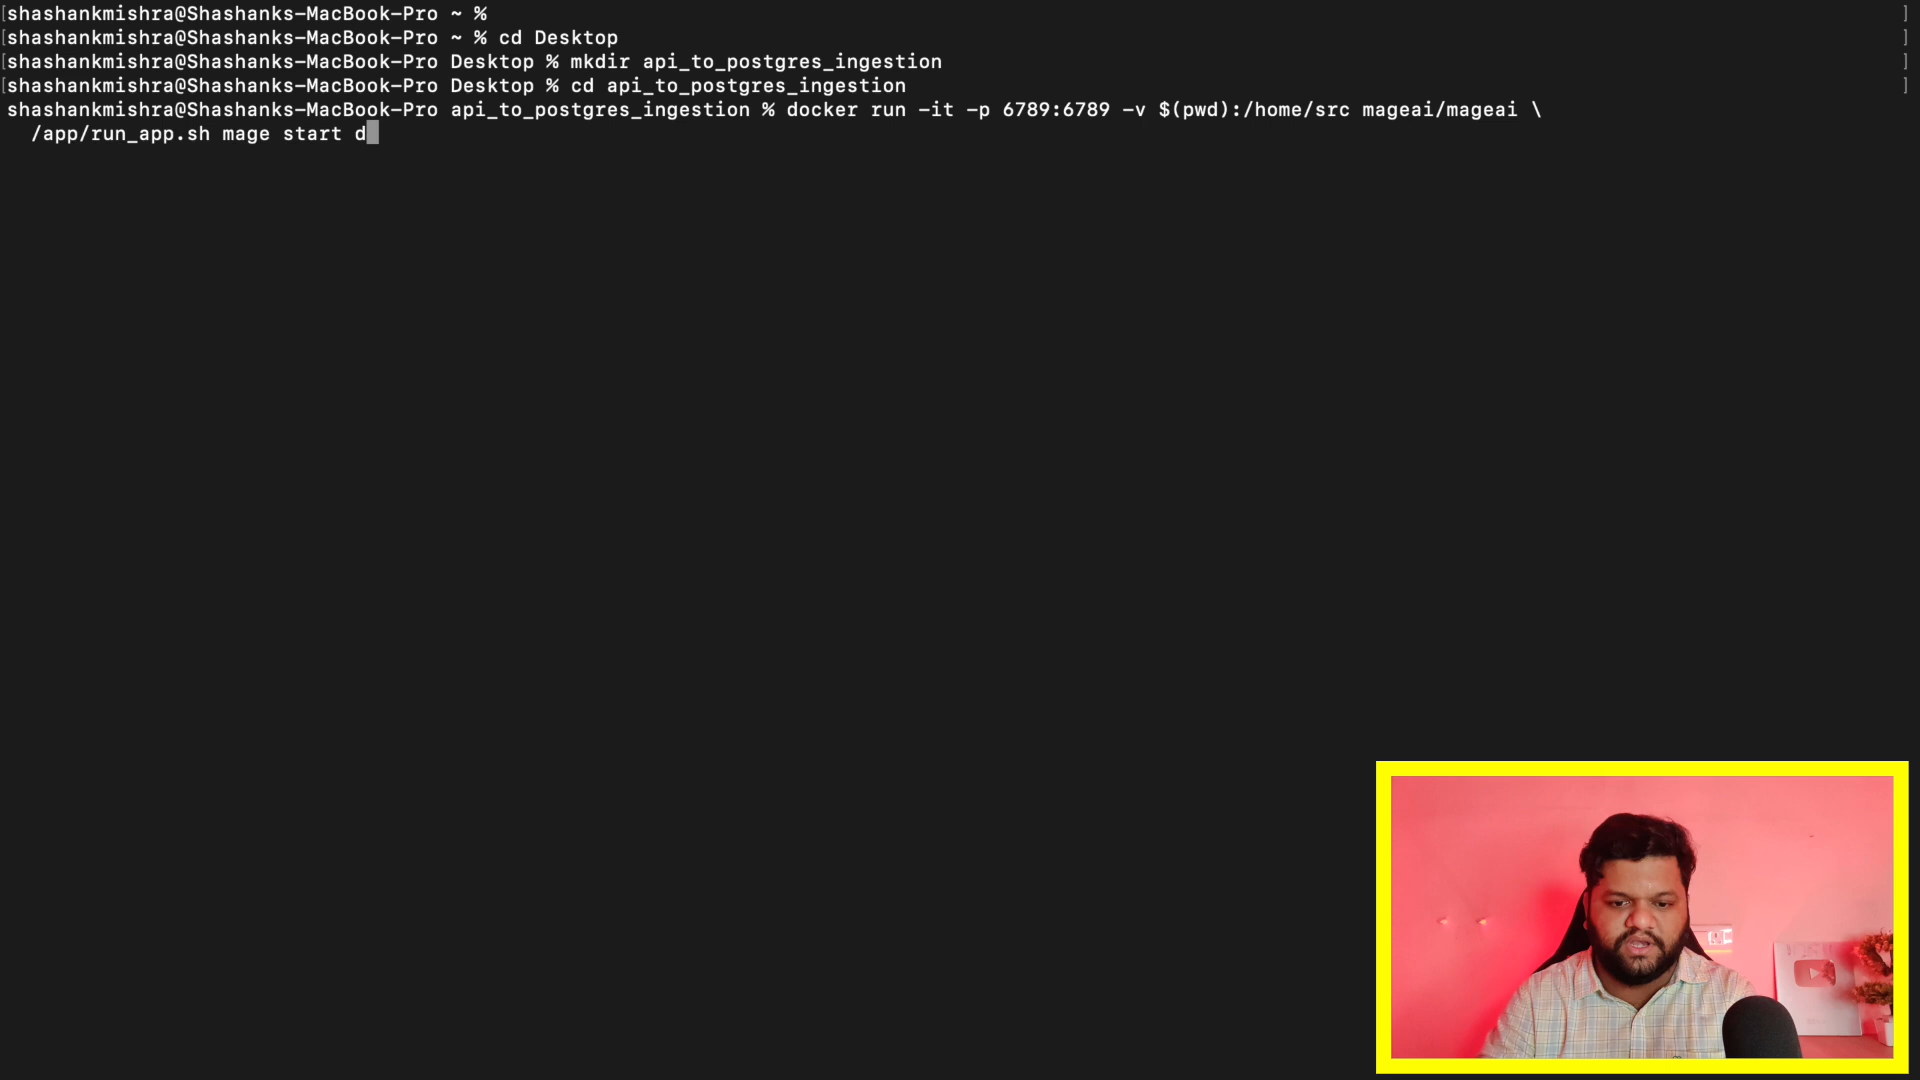 [shashankmishra@Shashanks-MacBook-Pro ~ % ]
[shashankmishra@Shashanks-MacBook-Pro ~ % cd Desktop ]
[shashankmishra@Shashanks-MacBook-Pro Desktop % mkdir api_to_postgres_ingestion ]
[shashankmishra@Shashanks-MacBook-Pro Desktop % cd api_to_postgres_ingestion ]
shashankmishra@Shashanks-MacBook-Pro api_to_postgres_ingestion % docker run -it -p 6789:6789 -v $(pwd):/home/src mageai/mageai \
/app/run_app.sh mage start d